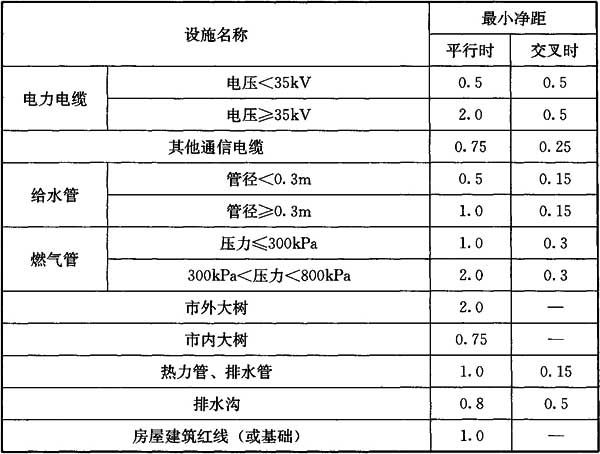 设施名称 最小净距
平行时 交叉时
电力电缆 电压<35kV 0.5 0.5
电压≥35kV 2.0 0.5
其他通信电缆 0.75 0.25
给水管 管径<0.3m 0.5 0.15
管径≥0.3m 1.0 0.15
燃气管 压力≤300kPa 1.0 0.3
300kPa<压力<800kPa 2.0 0.3
市外大树 2.0 —
市内大树 0.75 —
热力管、排水管 1.0 0.15
排水沟 0.8 0.5
房屋建筑红线（或基础） 1.0 —